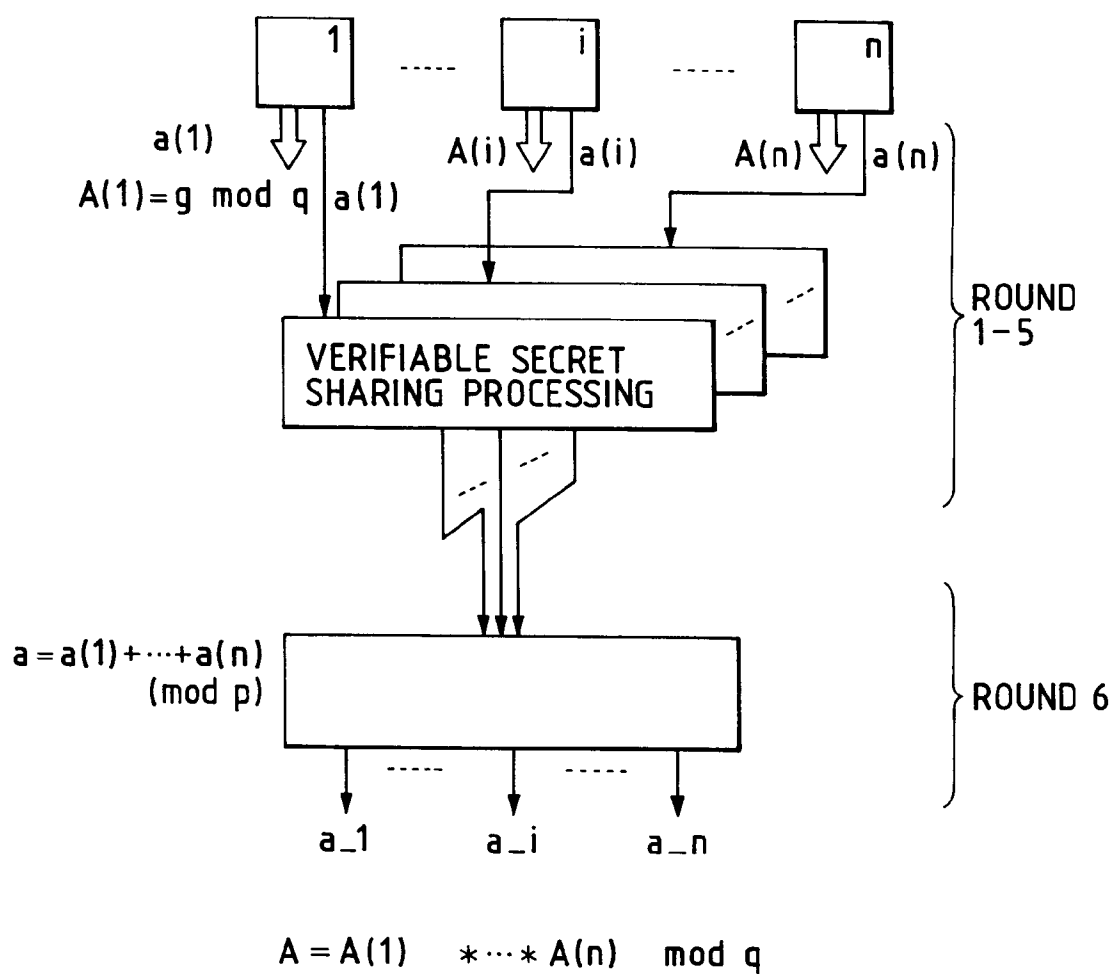 1
i
n
a(1)
A(i)
a(i)
A(n)
a(n)
A(1)=g mod q
a(1)
ROUND
1-5
VERIFIABLE SECRET
SHARING PROCESSING
a=a(1)+···+a(n)
(mod p)
ROUND 6
a_1
a_i
a_n
A=A(1) *···* A(n) mod q